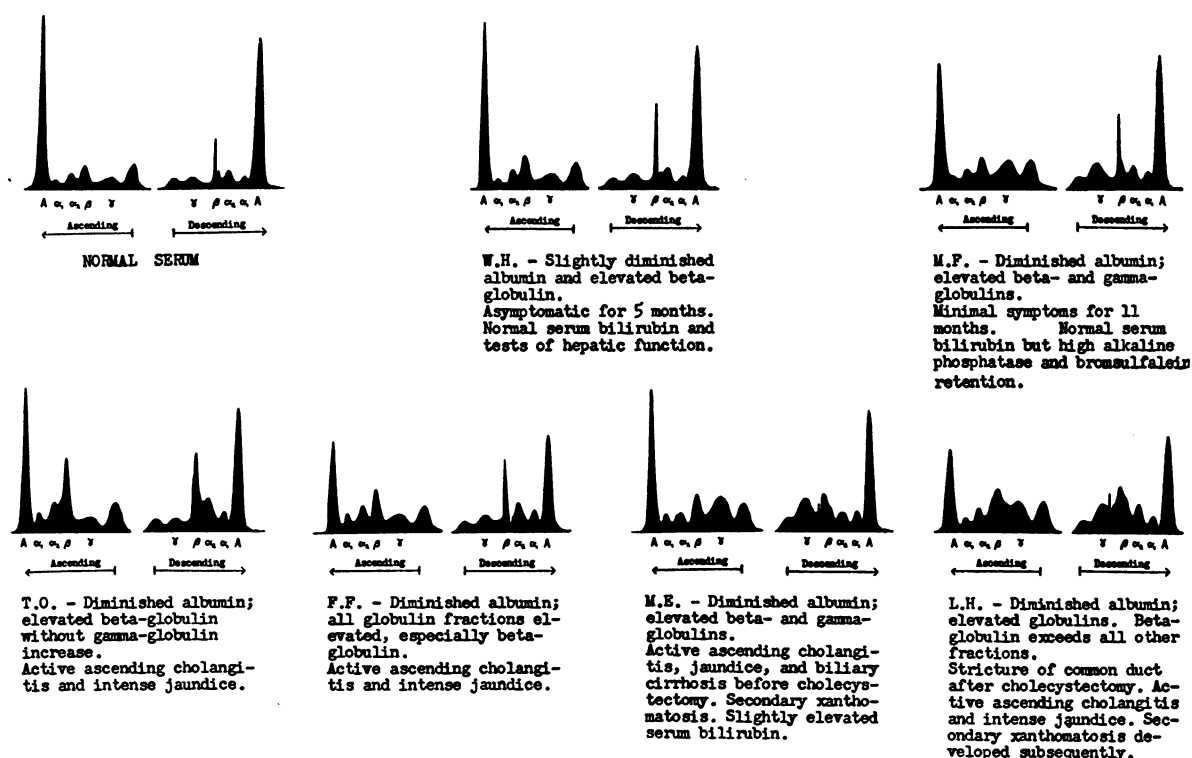 A α₁ α₂ β γ
γ β α₂ α₁ A
Ascending
Descending
NORMAL SERUM
A α₁ α₂ β γ
γ β α₂ α₁ A
Ascending
Descending
W.H. - Slightly diminished
albumin and elevated beta-
globulin.
Asymptomatic for 5 months.
Normal serum bilirubin and
tests of hepatic function.
A α₁ α₂ β γ
γ β α₂ α₁ A
Ascending
Descending
M.F. - Diminished albumin;
elevated beta- and gamma-
globulins.
Minimal symptoms for 11
months. Normal serum
bilirubin but high alkaline
phosphatase and bromsulfalein
retention.
A α₁ α₂ β γ
γ β α₂ α₁ A
Ascending
Descending
T.O. - Diminished albumin;
elevated beta-globulin
without gamma-globulin
increase.
Active ascending cholangi-
tis and intense jaundice.
A α₁ α₂ β γ
γ β α₂ α₁ A
Ascending
Descending
F.F. - Diminished albumin;
all globulin fractions el-
evated, especially beta-
globulin.
Active ascending cholangi-
tis and intense jaundice.
A α₁ α₂ β γ
γ β α₂ α₁ A
Ascending
Descending
M.E. - Diminished albumin;
elevated beta- and gamma-
globulins.
Active ascending cholangi-
tis, jaundice, and biliary
cirrhosis before cholecys-
tectomy. Secondary xantho-
matosis. Slightly elevated
serum bilirubin.
A α₁ α₂ β γ
γ β α₂ α₁ A
Ascending
Descending
L.H. - Diminished albumin;
elevated globulins. Beta-
globulin exceeds all other
fractions.
Stricture of common duct
after cholecystectomy. Ac-
tive ascending cholangitis
and intense jaundice. Sec-
ondary xanthomatosis de-
veloped subsequently.